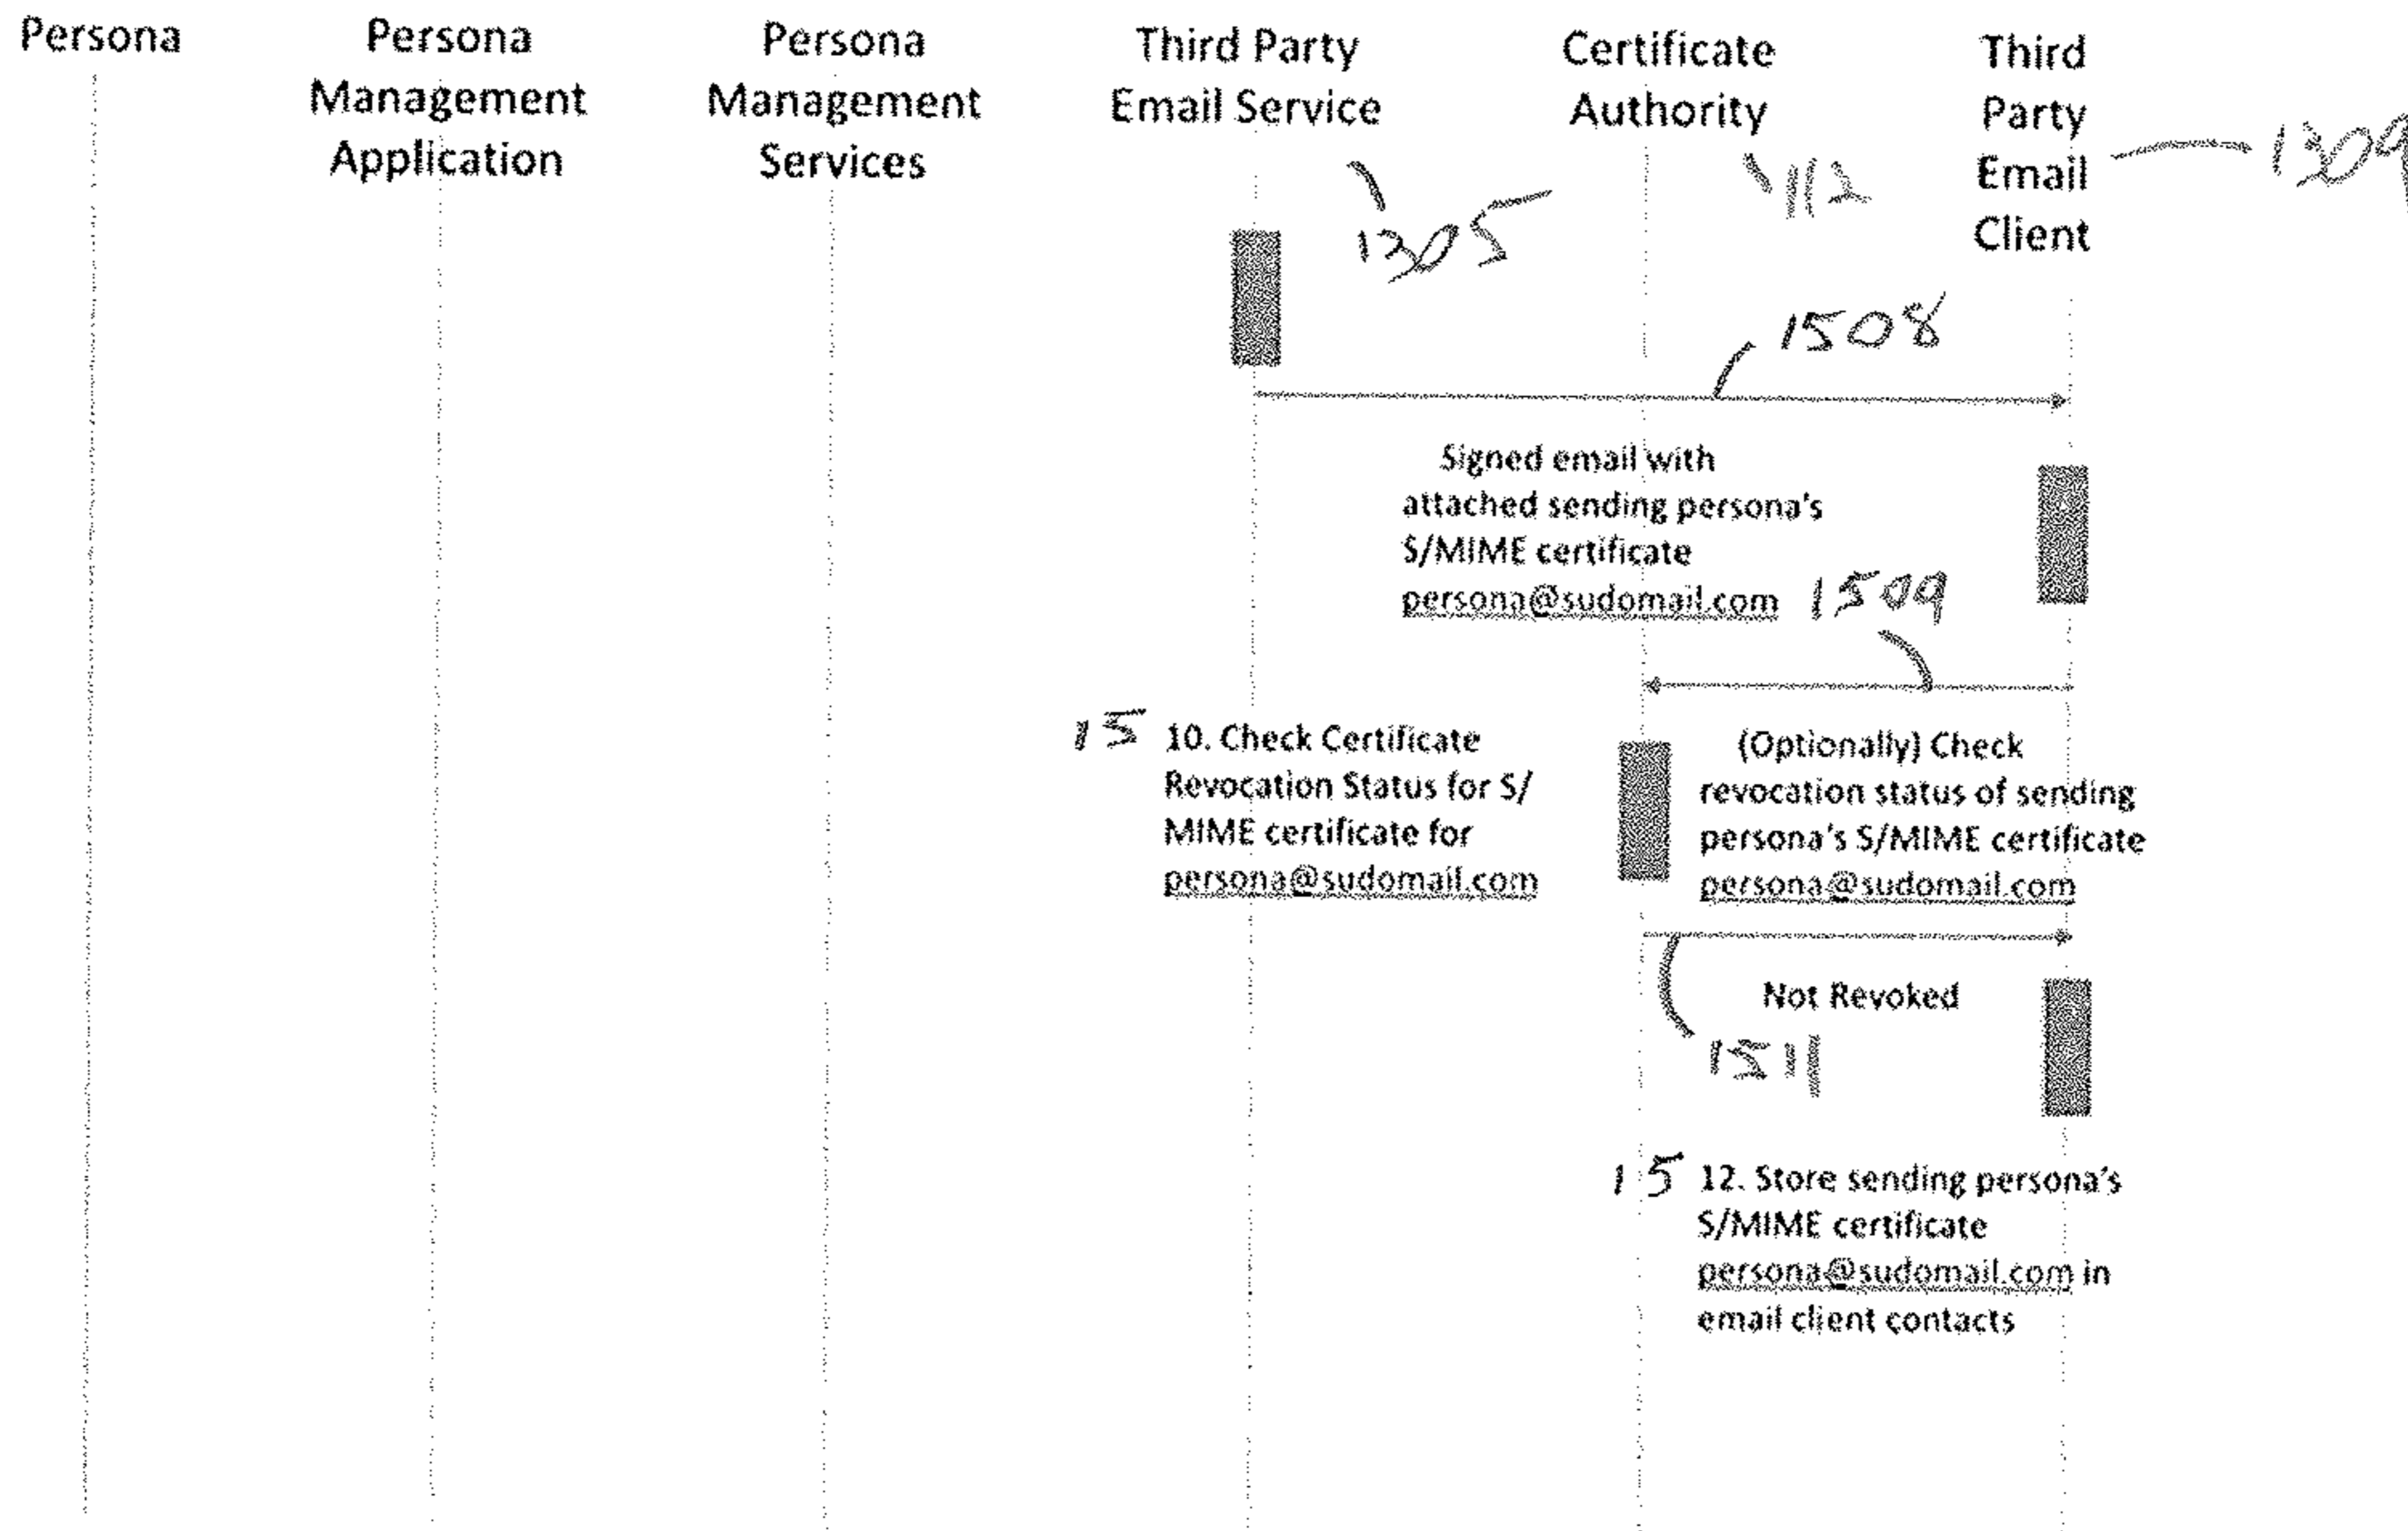 Persona
Persona
Management
Application
Persona
Management
Services
Third Party
Email Service
Certificate
Authority
Third
Party
Email
Client
1309
1305
112
1508
Signed email with
attached sending persona's
S/MIME certificate
persona@sudomail.com
1509
15 10. Check Certificate
Revocation Status for S/
MIME certificate for
persona@sudomail.com
(Optionally) Check
revocation status of sending
persona's S/MIME certificate
persona@sudomail.com
Not Revoked
1511
15 12. Store sending persona's
S/MIME certificate
persona@sudomail.com in
email client contacts